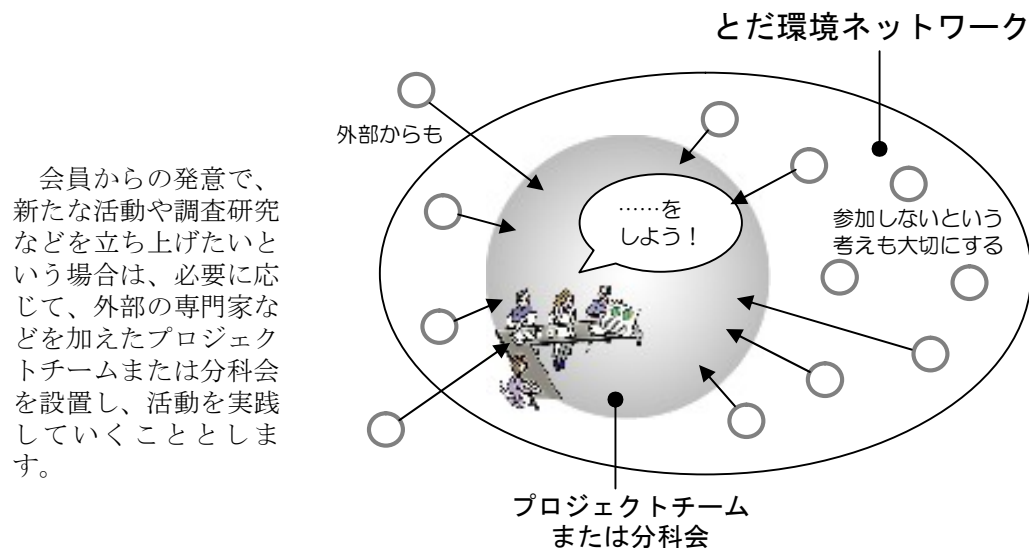 とだ環境ネットワーク
外部からも
……を
しよう！
参加しないという
考えも大切にする
　会員からの発意で、
新たな活動や調査研究
などを立ち上げたいと
いう場合は、必要に応
じて、外部の専門家な
どを加えたプロジェク
トチームまたは分科会
を設置し、活動を実践
していくこととしま
す。
プロジェクトチーム
または分科会